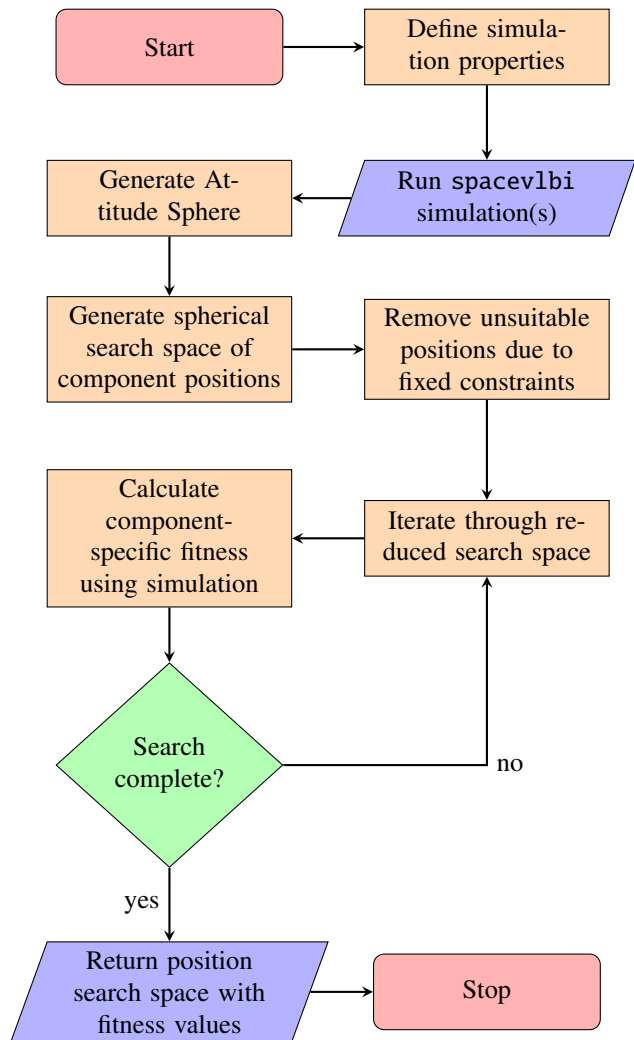 Start
Define simula-
tion properties
Run spacevlbi
simulation(s)
Generate At-
titude Sphere
Generate spherical
search space of
component positions
Remove unsuitable
positions due to
fixed constraints
Iterate through re-
duced search space
Calculate
component-
specific fitness
using simulation
Search
complete?
no
yes
Return position
search space with
fitness values
Stop